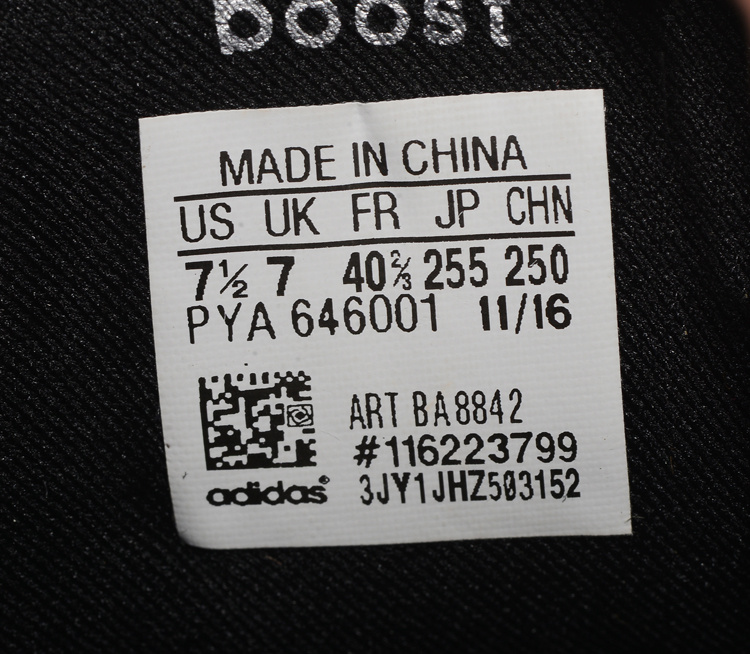 boost
MADE IN CHINA
US UK FR JP CHN
7½ 7 40⅔ 255 250
PYA 646001 11/16
ART BA8842
#116223799
adidas® 3JY1JHZ503152